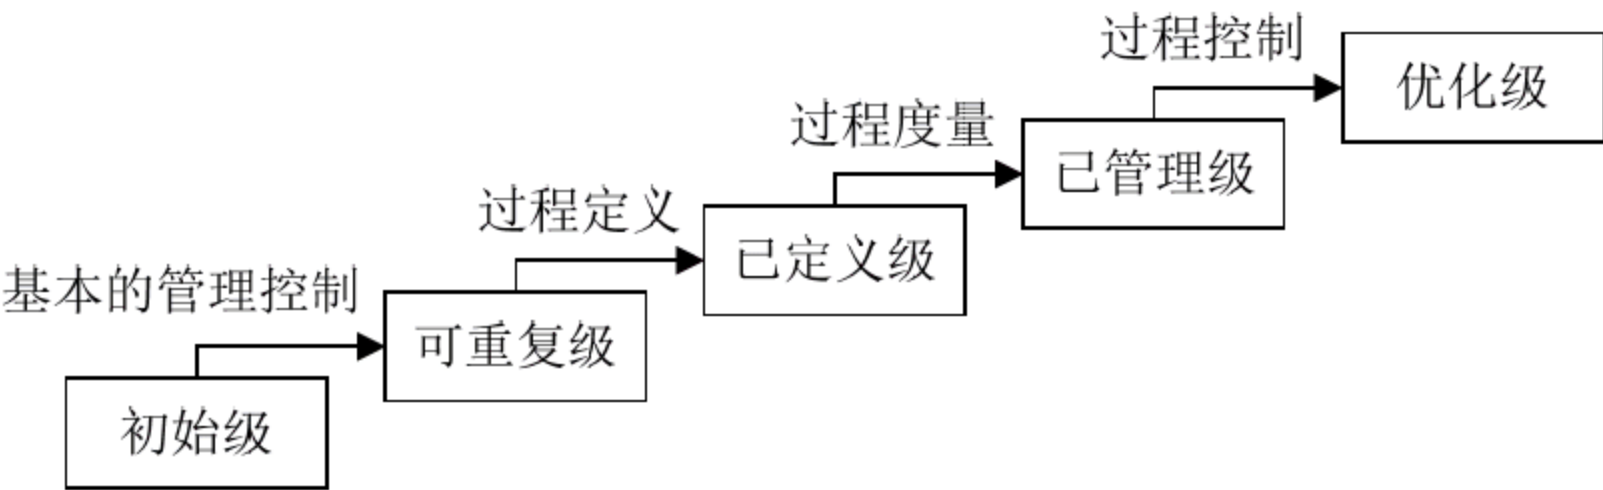 过程控制
优化级
过程度量
已管理级
过程定义
已定义级
基本的管理控制
可重复级
初始级